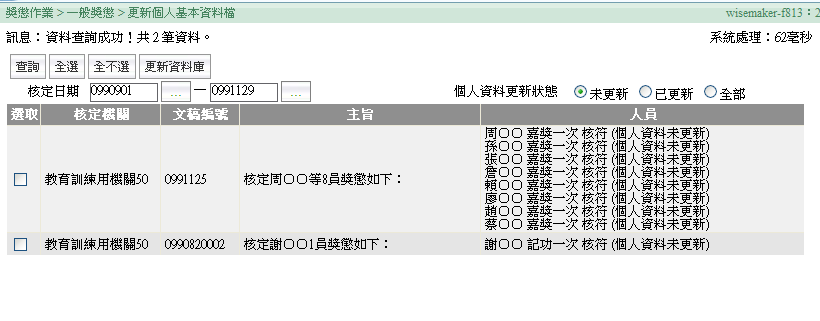 獎懲作業 > 一般獎懲 > 更新個人基本資料檔
wisemaker-f813：2
訊息：資料查詢成功！共 2 筆資料。
系統處理：62毫秒
查詢 全選 全不選 更新資料庫
核定日期 0990901 ... 一 0991129 ... 個人資料更新狀態 未更新 已更新 全部
選取 核定機關 文稿編號 主旨 人員
教育訓練用機關50 0991125 核定周〇〇等8員獎懲如下：
周〇〇 嘉獎一次 核符 (個人資料未更新)
孫〇〇 嘉獎一次 核符 (個人資料未更新)
張〇〇 嘉獎一次 核符 (個人資料未更新)
詹〇〇 嘉獎一次 核符 (個人資料未更新)
賴〇〇 嘉獎一次 核符 (個人資料未更新)
廖〇〇 嘉獎一次 核符 (個人資料未更新)
趙〇〇 嘉獎一次 核符 (個人資料未更新)
蔡〇〇 嘉獎一次 核符 (個人資料未更新)
教育訓練用機關50 0990820002 核定謝〇〇1員獎懲如下： 謝〇〇 記功一次 核符 (個人資料未更新)